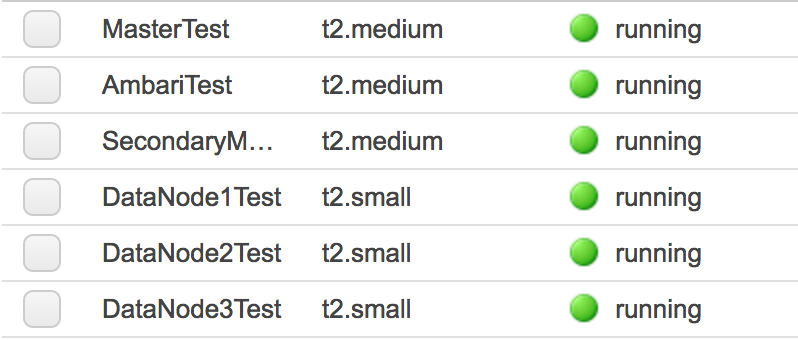 MasterTest t2.medium running
AmbariTest t2.medium running
SecondaryM… t2.medium running
DataNode1Test t2.small running
DataNode2Test t2.small running
DataNode3Test t2.small running